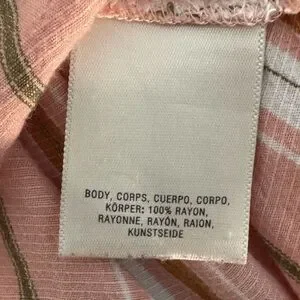 BODY, CORPS, CUERPO, CORPO,
KÖRPER: 100% RAYON,
RAYONNE, RAYÓN, RAION,
KUNSTSEIDE